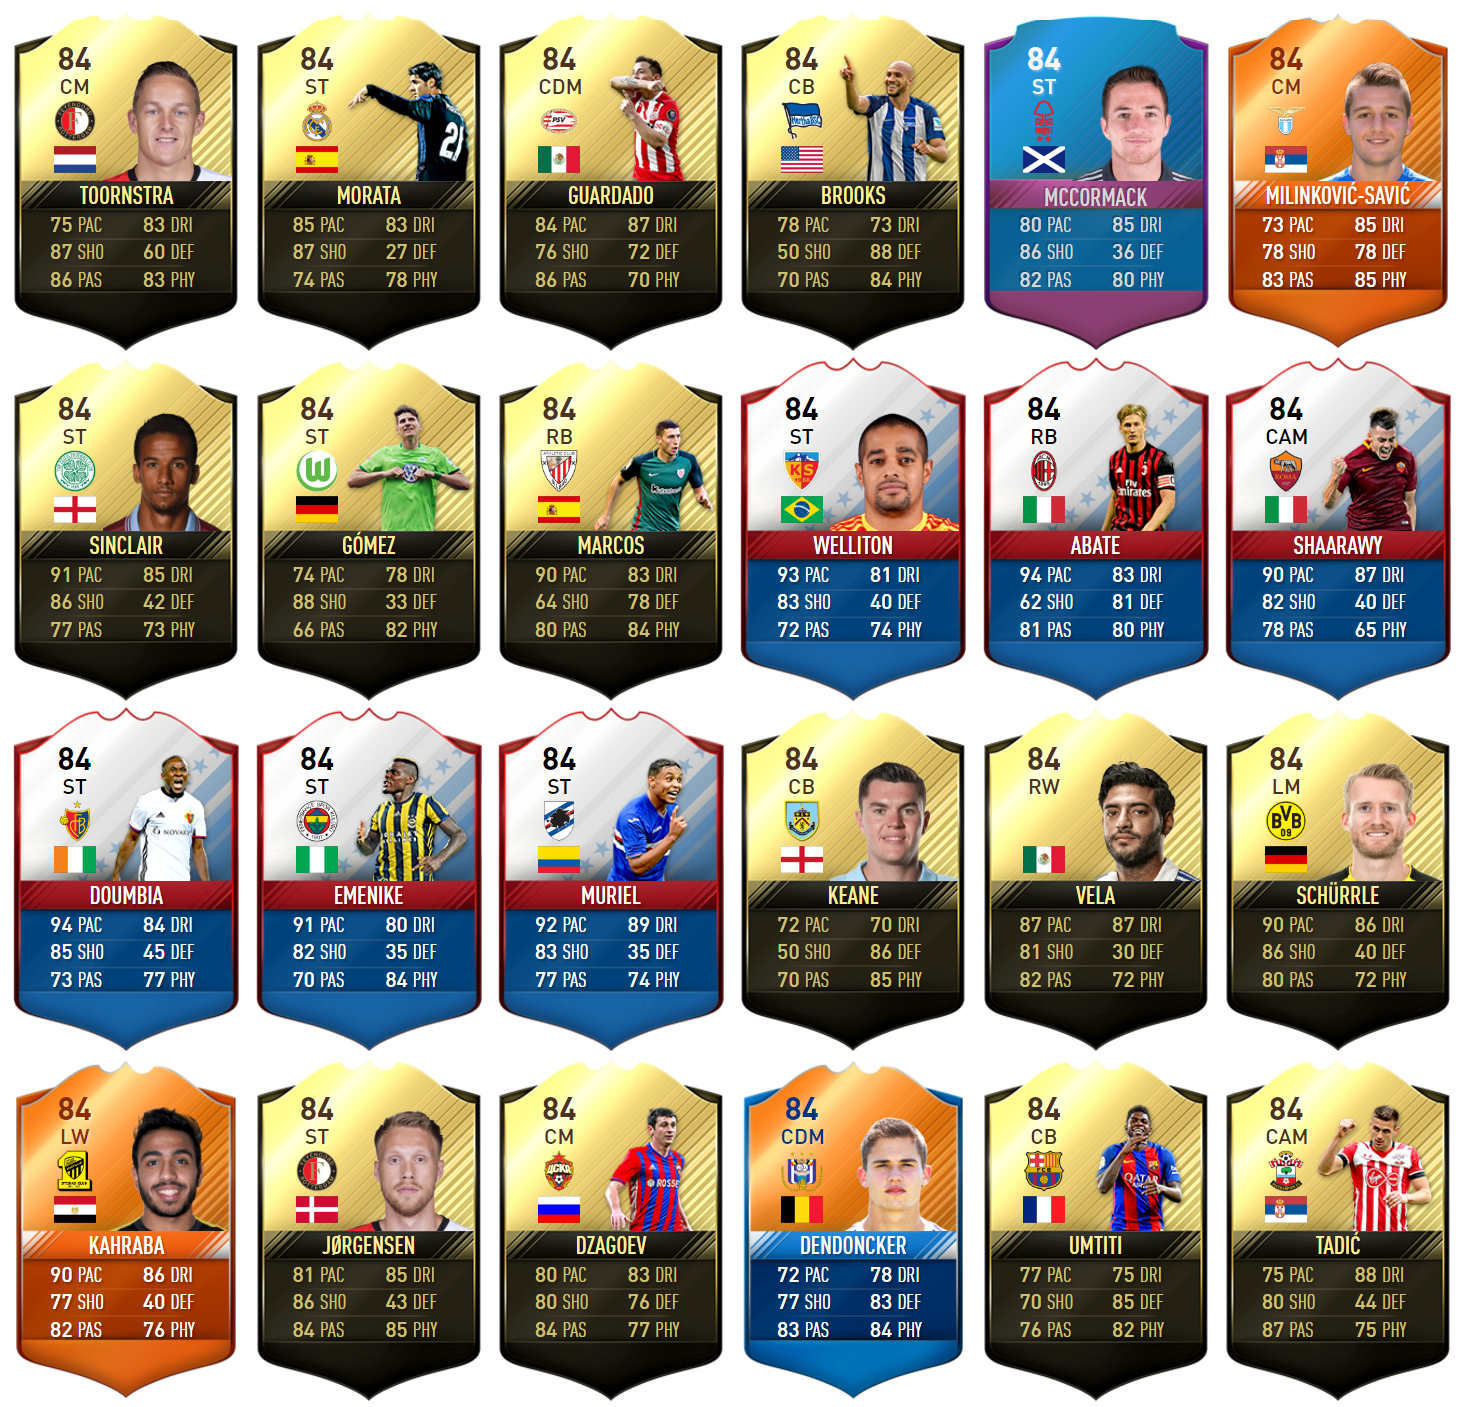 84 84 84 84 84 84
CM ST CDM CB ST CM
TOORNSTRA MORATA GUARDADO BROOKS MCCORMACK MILINKOVIĆ-SAVIĆ
75 PAC 83 DRI 85 PAC 83 DRI 84 PAC 87 DRI 78 PAC 73 DRI 80 PAC 85 DRI 73 PAC 85 DRI
87 SHO 60 DEF 87 SHO 27 DEF 76 SHO 72 DEF 50 SHO 88 DEF 86 SHO 36 DEF 78 SHO 78 DEF
86 PAS 83 PHY 74 PAS 78 PHY 86 PAS 70 PHY 70 PAS 84 PHY 82 PAS 80 PHY 83 PAS 85 PHY
84 84 84 84 84 84
ST ST RB ST RB CAM
SINCLAIR GÓMEZ MARCOS WELLITON ABATE SHAARAWY
91 PAC 85 DRI 74 PAC 78 DRI 90 PAC 83 DRI 93 PAC 81 DRI 94 PAC 83 DRI 90 PAC 87 DRI
86 SHO 42 DEF 88 SHO 33 DEF 64 SHO 78 DEF 83 SHO 40 DEF 62 SHO 81 DEF 82 SHO 40 DEF
77 PAS 73 PHY 66 PAS 82 PHY 80 PAS 84 PHY 72 PAS 74 PHY 81 PAS 80 PHY 78 PAS 65 PHY
84 84 84 84 84 84
ST ST ST CB RW LM
DOUMBIA EMENIKE MURIEL KEANE VELA SCHÜRRLE
94 PAC 84 DRI 91 PAC 80 DRI 92 PAC 89 DRI 72 PAC 70 DRI 87 PAC 87 DRI 90 PAC 86 DRI
85 SHO 45 DEF 82 SHO 35 DEF 83 SHO 35 DEF 50 SHO 86 DEF 81 SHO 30 DEF 86 SHO 40 DEF
73 PAS 77 PHY 70 PAS 84 PHY 77 PAS 74 PHY 70 PAS 85 PHY 82 PAS 72 PHY 80 PAS 72 PHY
84 84 84 84 84 84
LW ST CM CDM CB CAM
KAHRABA JØRGENSEN DZAGOEV DENDONCKER UMTITI TADIĆ
90 PAC 86 DRI 81 PAC 85 DRI 80 PAC 83 DRI 72 PAC 78 DRI 77 PAC 75 DRI 75 PAC 88 DRI
77 SHO 40 DEF 86 SHO 43 DEF 80 SHO 76 DEF 77 SHO 83 DEF 70 SHO 85 DEF 80 SHO 44 DEF
82 PAS 76 PHY 84 PAS 85 PHY 84 PAS 77 PHY 83 PAS 84 PHY 76 PAS 82 PHY 87 PAS 75 PHY